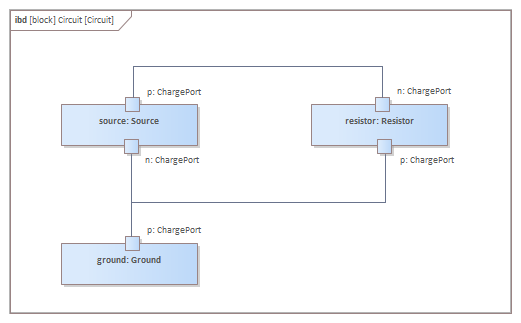 ibd [block] Circuit [Circuit]
p: ChargePort
n: ChargePort
source: Source
resistor: Resistor
n: ChargePort
p: ChargePort
p: ChargePort
ground: Ground